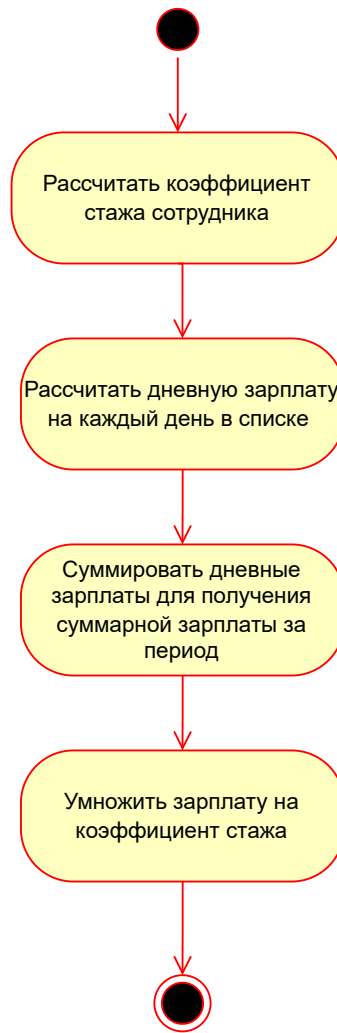 Рассчитать коэффициент
стажа сотрудника
Рассчитать дневную зарплату
на каждый день в списке
Суммировать дневные
зарплаты для получения
суммарной зарплаты за
период
Умножить зарплату на
коэффициент стажа